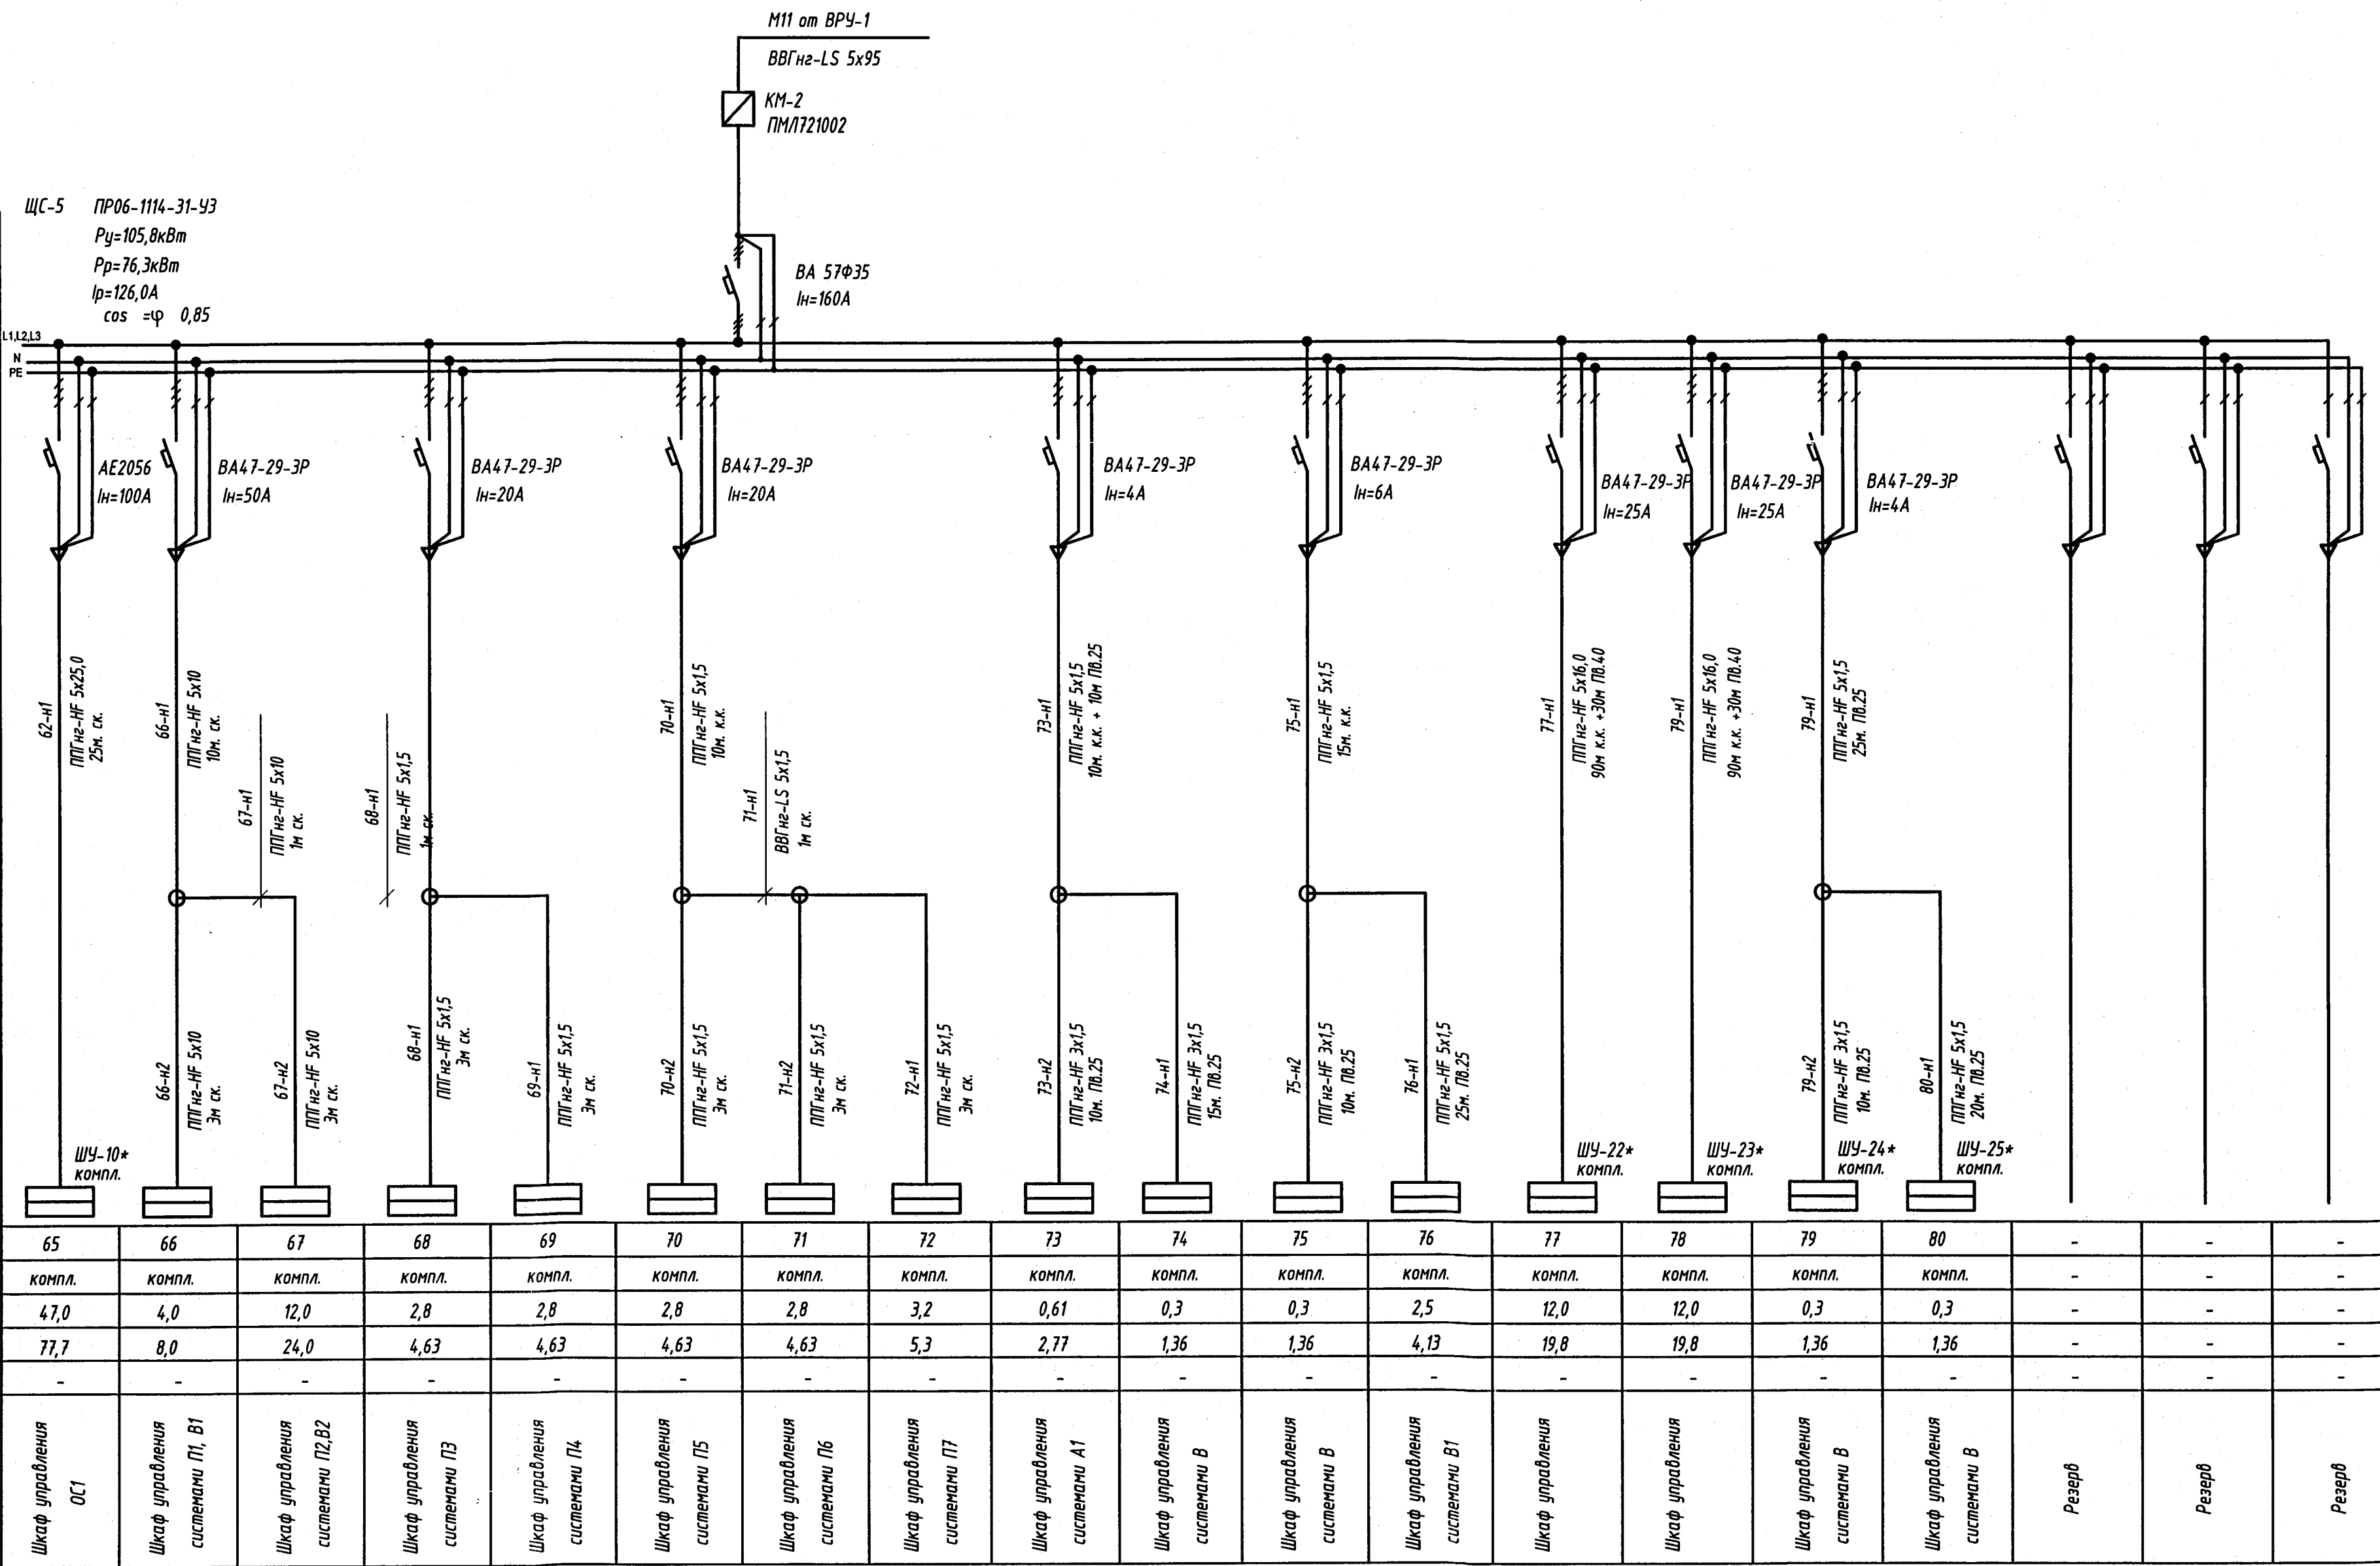 М11 от ВРУ-1
ВВГнг-LS 5х95
КМ-2
ПМЛ721002
ЩС-5 ПР06-1114-31-У3
Ру=105,8кВт
Рр=76,3кВт
Iр=126,0А
cos =φ 0,85
ВА 57Ф35
Iн=160А
L1,L2,L3
N
PE
АЕ2056
Iн=100А
ВА47-29-3Р
Iн=50А
ВА47-29-3Р
Iн=20А
ВА47-29-3Р
Iн=20А
ВА47-29-3Р
Iн=4А
ВА47-29-3Р
Iн=6А
ВА47-29-3Р
Iн=25А
ВА47-29-3Р
Iн=25А
ВА47-29-3Р
Iн=4А
62-н1
ППГнг-HF 5х25,0
25м. ск.
66-н1
ППГнг-HF 5х10
10м. ск.
67-н1
ППГнг-HF 5х10
1м ск.
68-н1
ППГнг-HF 5х1,5
1м ск.
70-н1
ППГнг-HF 5х1,5
10м. к.к.
71-н1
ВВГнг-LS 5х1,5
1м ск.
73-н1
ППГнг-HF 5х1,5
10м. к.к. + 10м ПВ.25
75-н1
ППГнг-HF 5х1,5
15м. к.к.
77-н1
ППГнг-HF 5х16,0
90м к.к. +30м ПВ.40
79-н1
ППГнг-HF 5х16,0
90м к.к. +30м ПВ.40
79-н1
ППГнг-HF 5х1,5
25м. ПВ.25
66-н2
ППГнг-HF 5х10
3м ск.
67-н2
ППГнг-HF 5х10
3м ск.
68-н1
ППГнг-HF 5х1,5
3м ск.
69-н1
ППГнг-HF 5х1,5
3м ск.
70-н2
ППГнг-HF 5х1,5
3м ск.
71-н2
ППГнг-HF 5х1,5
3м ск.
72-н1
ППГнг-HF 5х1,5
3м ск.
73-н2
ППГнг-HF 3х1,5
10м. ПВ.25
74-н1
ППГнг-HF 3х1,5
15м. ПВ.25
75-н2
ППГнг-HF 3х1,5
10м. ПВ.25
76-н1
ППГнг-HF 5х1,5
25м. ПВ.25
79-н2
ППГнг-HF 3х1,5
10м. ПВ.25
80-н1
ППГнг-HF 5х1,5
20м. ПВ.25
ШУ-10*
компл.
ШУ-22*
компл.
ШУ-23*
компл.
ШУ-24*
компл.
ШУ-25*
компл.
65 66 67 68 69 70 71 72 73 74 75 76 77 78 79 80 - - -
компл. компл. компл. компл. компл. компл. компл. компл. компл. компл. компл. компл. компл. компл. компл. компл. - - -
47,0 4,0 12,0 2,8 2,8 2,8 2,8 3,2 0,61 0,3 0,3 2,5 12,0 12,0 0,3 0,3 - - -
77,7 8,0 24,0 4,63 4,63 4,63 4,63 5,3 2,77 1,36 1,36 4,13 19,8 19,8 1,36 1,36 - - -
- - - - - - - - - - - - - - - - - - -
Шкаф управления
ОС1
Шкаф управления
системами П1, В1
Шкаф управления
системами П2,В2
Шкаф управления
системами П3
Шкаф управления
системами П4
Шкаф управления
системами П5
Шкаф управления
системами П6
Шкаф управления
системами П7
Шкаф управления
системами А1
Шкаф управления
системами В
Шкаф управления
системами В
Шкаф управления
системами В1
Шкаф управления
Шкаф управления
Шкаф управления
системами В
Шкаф управления
системами В
Резерв
Резерв
Резерв